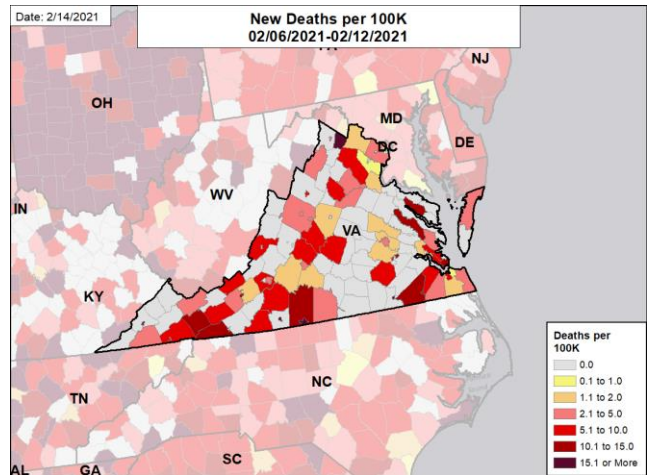 Date: 2/14/2021
New Deaths per 100K
02/06/2021-02/12/2021
PA
NJ
OH
MD
DC
DE
IN
WV
VA
KY
Deaths per
100K
0.0
0.1 to 1.0
1.1 to 2.0
2.1 to 5.0
5.1 to 10.0
10.1 to 15.0
15.1 or More
TN
NC
AL
GA
SC